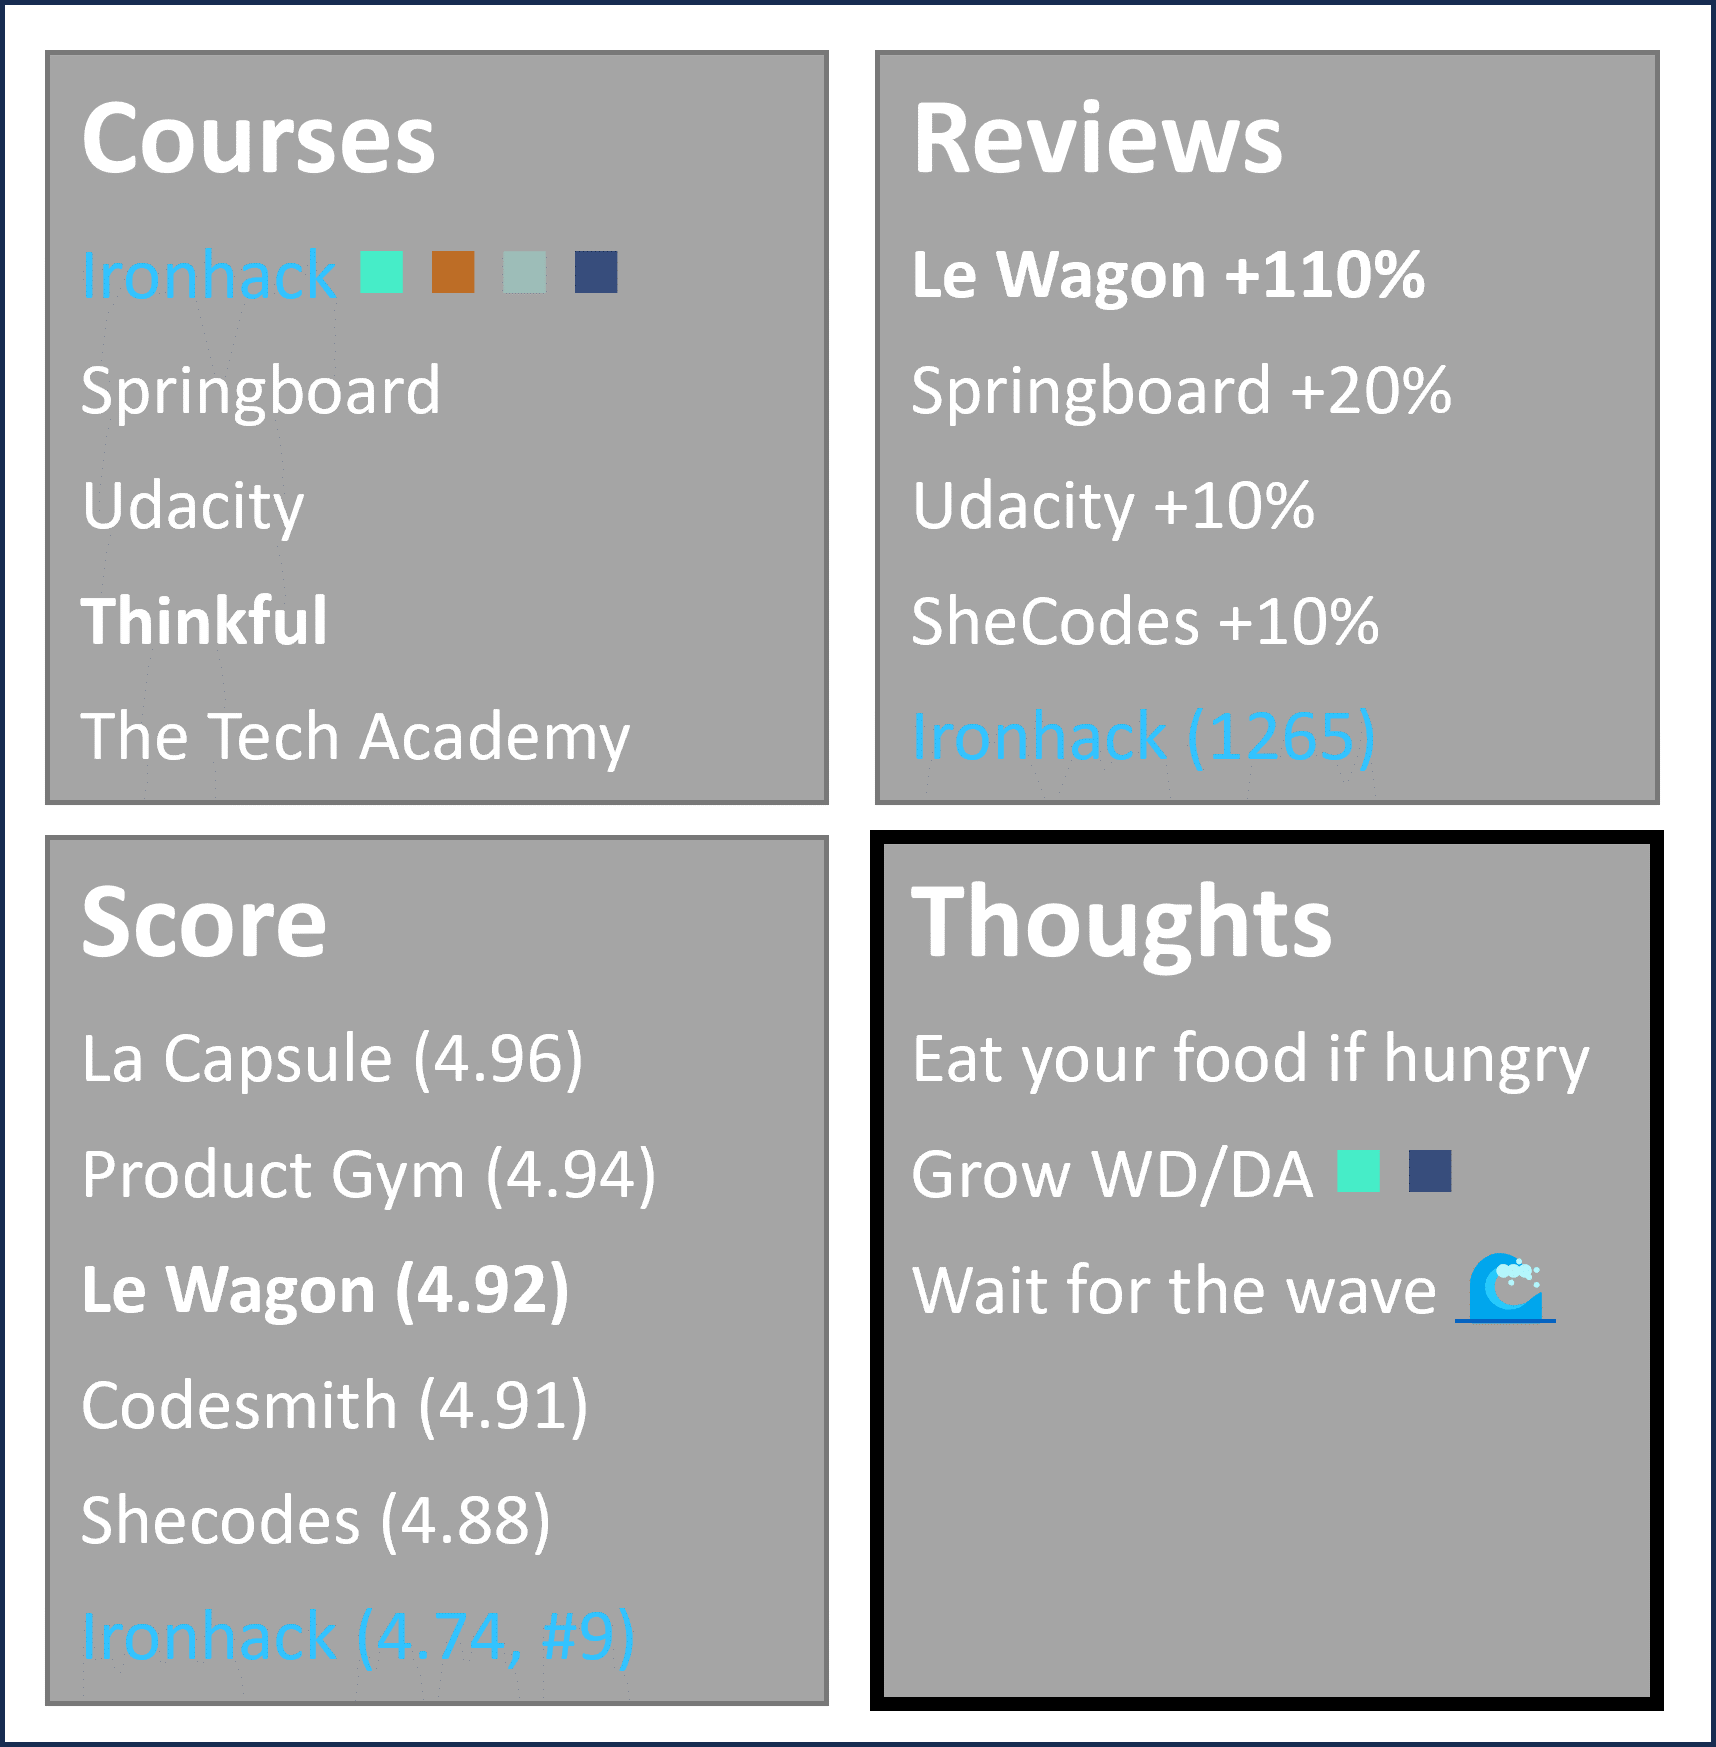 Courses
Ironhack
Springboard
Udacity
Thinkful
The Tech Academy
Reviews
Le Wagon +110%
Springboard +20%
Udacity +10%
SheCodes +10%
Ironhack (1265)
Score
La Capsule (4.96)
Product Gym (4.94)
Le Wagon (4.92)
Codesmith (4.91)
Shecodes (4.88)
Ironhack (4.74, #9)
Thoughts
Eat your food if hungry
Grow WD/DA
Wait for the wave